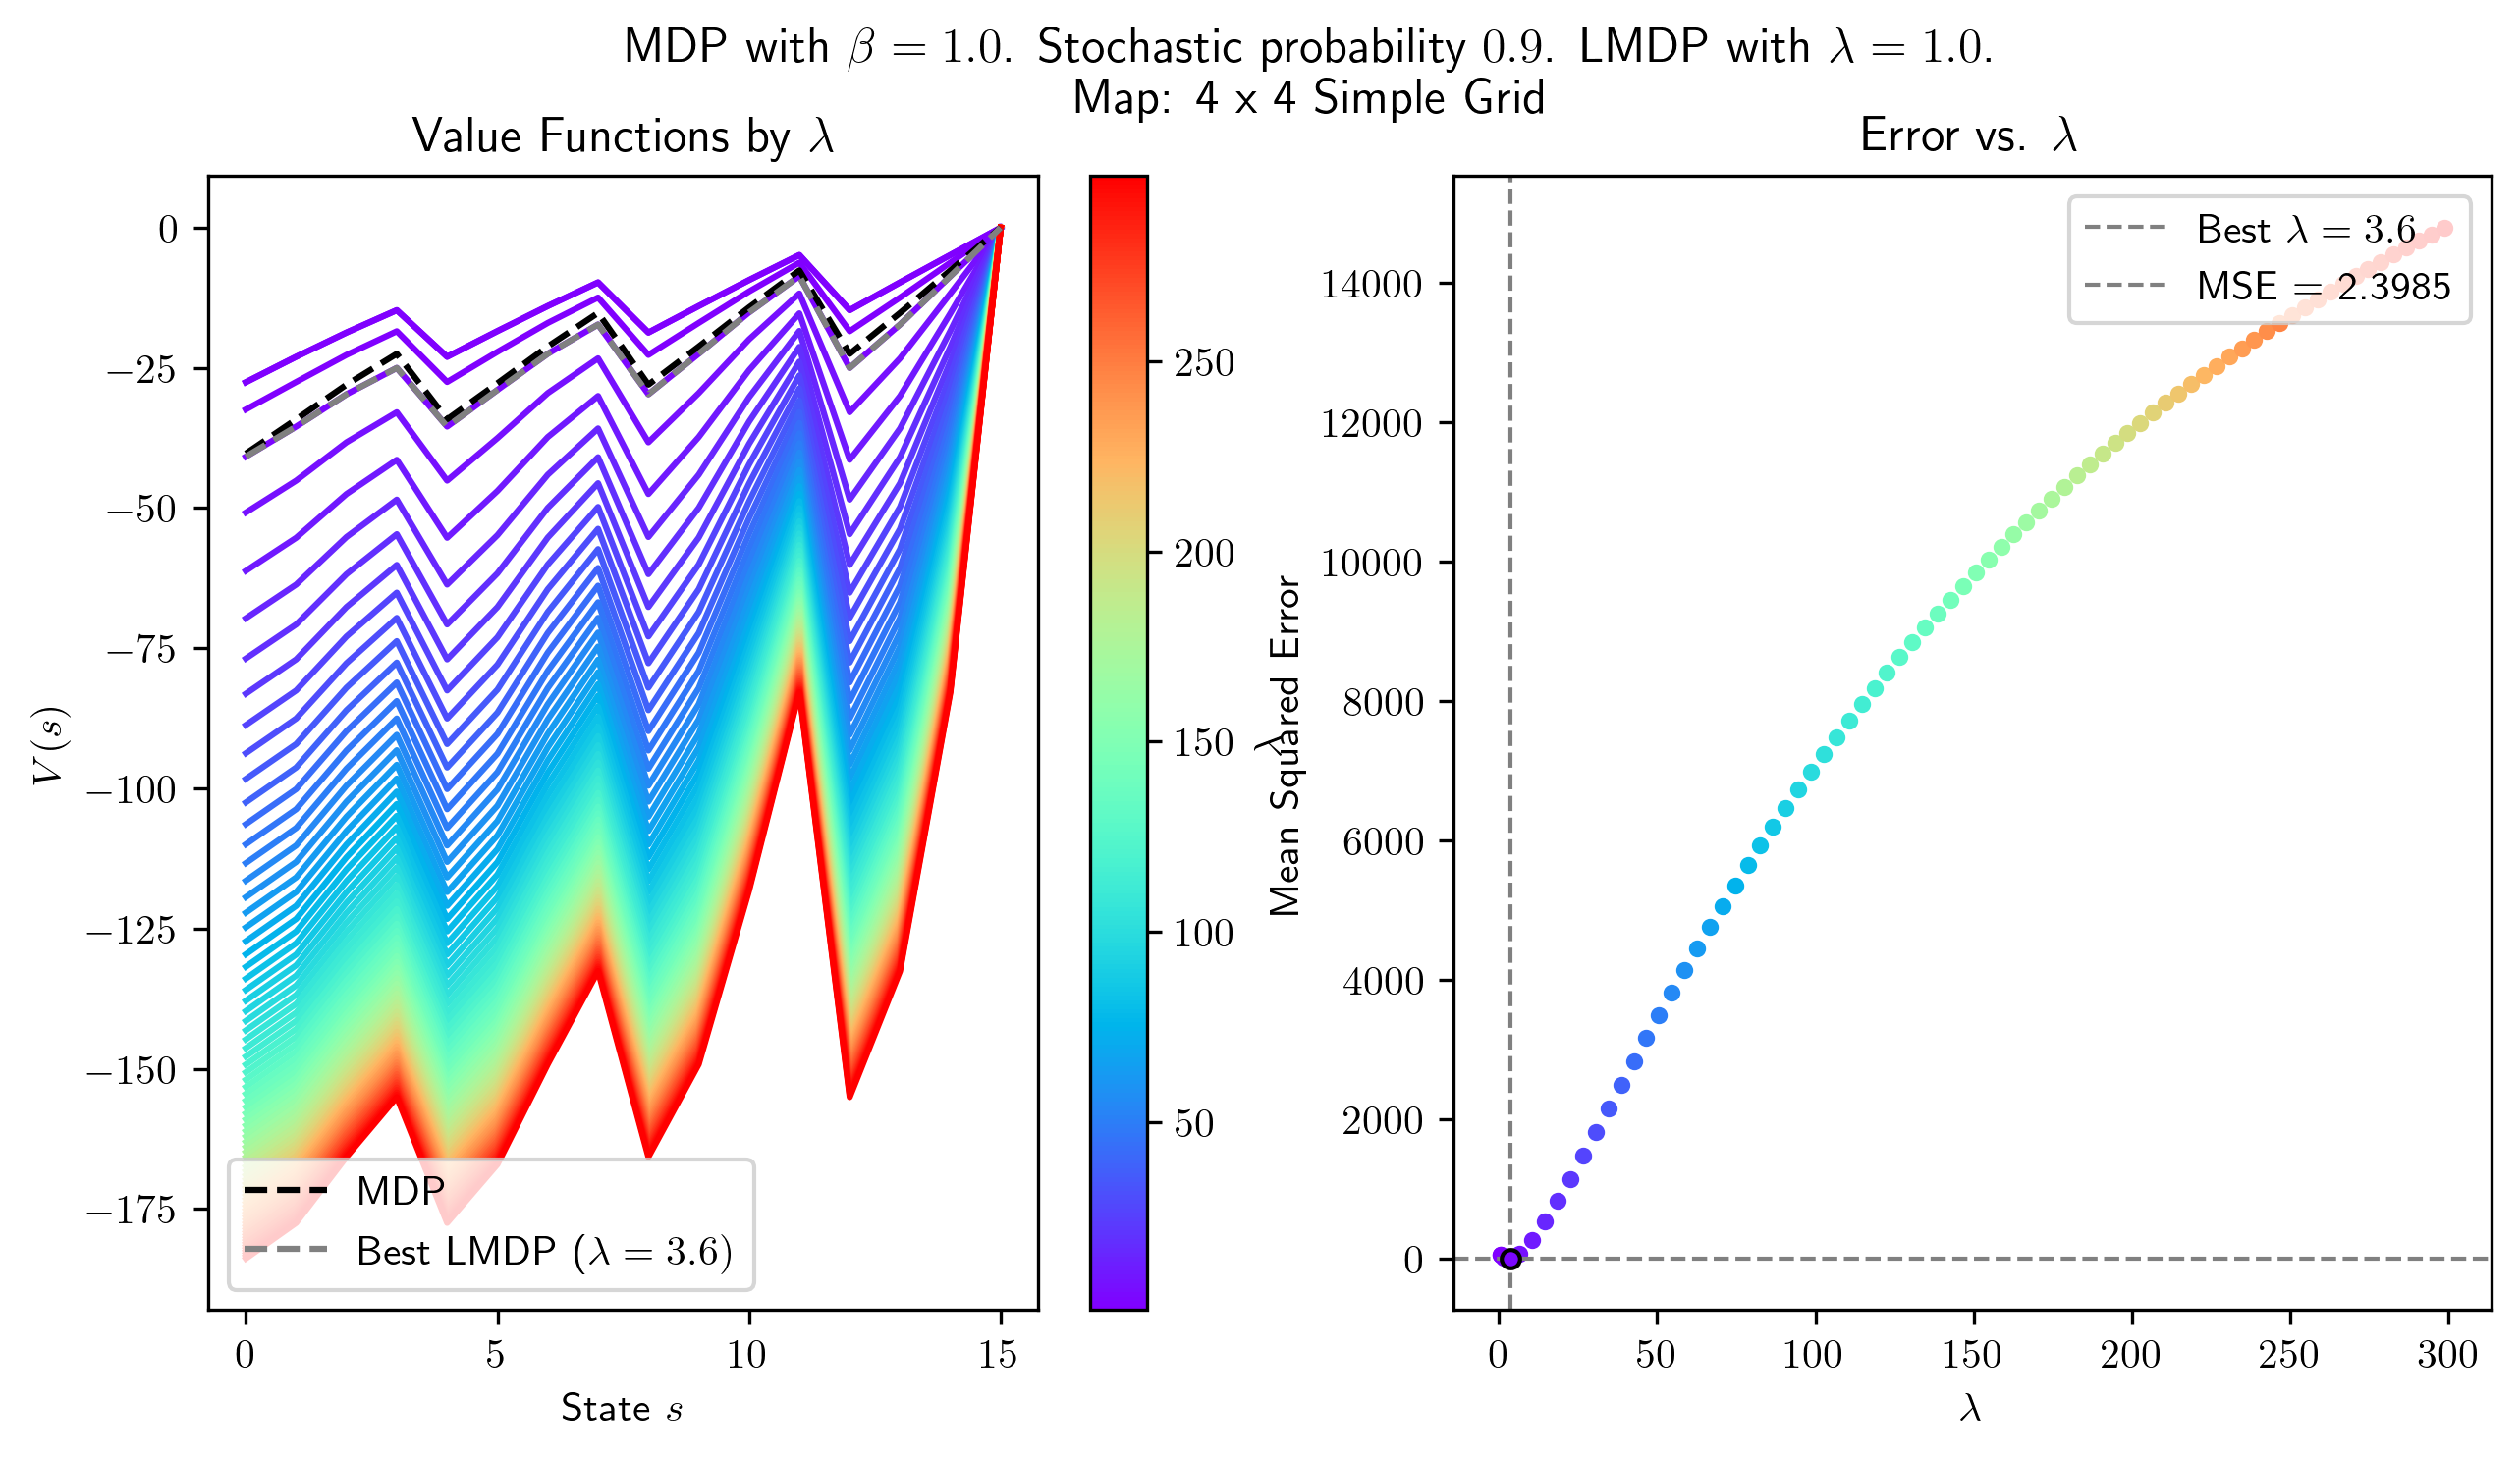 MDP with β = 1.0. Stochastic probability 0.9. LMDP with λ = 1.0.
Map: 4 x 4 Simple Grid
Value Functions by λ
0
−25
−50
−75
−100
−125
−150
−175
V(s)
MDP
Best LMDP (λ = 3.6)
0
5
10
15
State s
250
200
150
100
50
λ
Error vs. λ
Best λ = 3.6
MSE = 2.3985
14000
12000
10000
8000
6000
4000
2000
0
Mean Squared Error
0
50
100
150
200
250
300
λ